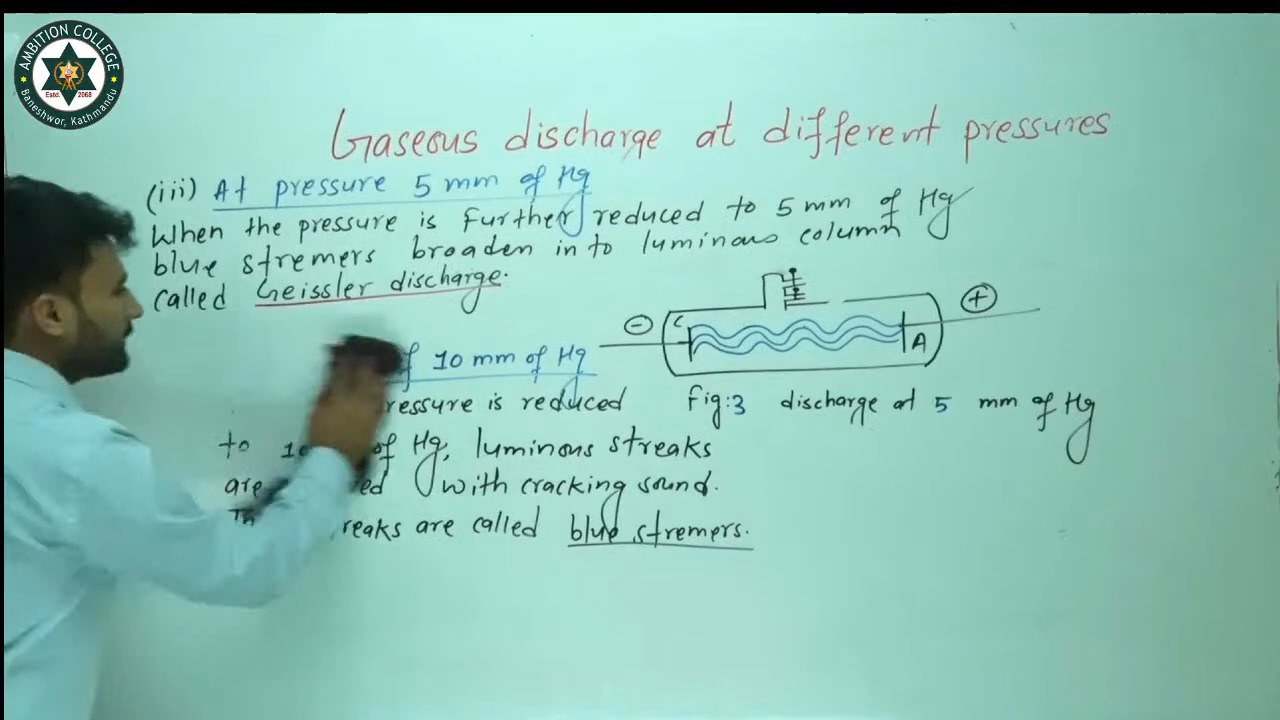 AMBITION COLLEGE
Estd. 2068
Baneshwor, Kathmandu
Gaseous discharge at different pressures
(iii) At pressure 5 mm of Hg
When the pressure is further reduced to 5 mm of Hg
blue stremers broaden in to luminous column
called Geissler discharge.
- C A +
Fig:3 discharge at 5 mm of Hg
of 10 mm of Hg
ressure is reduced
to of Hg, luminous streaks
are with cracking sound.
reaks are called blue stremers.